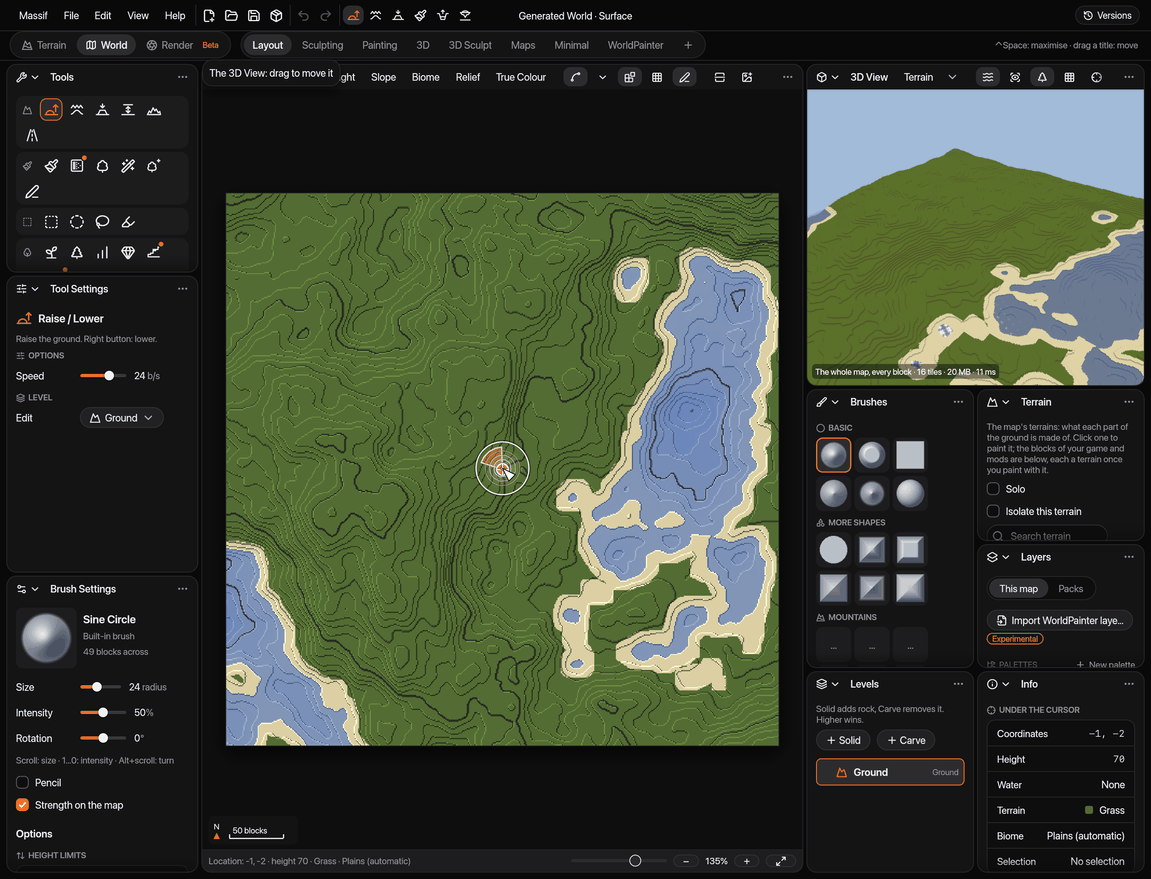 Massif File Edit View Help
Generated World · Surface
Versions
Terrain World Render Beta
Layout Sculpting Painting 3D 3D Sculpt Maps Minimal WorldPainter +
^Space: maximise · drag a title: move
Tools
The 3D View: drag to move it
ght Slope Biome Relief True Colour
3D View Terrain
Tool Settings
Raise / Lower
Raise the ground. Right button: lower.
OPTIONS
Speed 24 b/s
LEVEL
Edit Ground
The whole map, every block · 16 tiles · 20 MB · 11 ms
Brush Settings
Sine Circle
Built-in brush
49 blocks across
Size 24 radius
Intensity 50%
Rotation 0°
Scroll: size · 1…0: intensity · Alt+scroll: turn
Pencil
Strength on the map
Options
HEIGHT LIMITS
N
50 blocks
Location: -1, -2 · height 70 · Grass · Plains (automatic)
135%
Brushes
BASIC
MORE SHAPES
MOUNTAINS
... ... ...
Terrain
The map's terrains: what each part
of the ground is made of. Click one to
paint it; the blocks of your game and
mods are below, each a terrain once
you paint with it.
Solo
Isolate this terrain
Search terrain
Layers
This map Packs
Import WorldPainter laye...
Experimental
PALETTES + New palette
Levels
Solid adds rock, Carve removes it.
Higher wins.
+ Solid + Carve
Ground Ground
Info
UNDER THE CURSOR
Coordinates -1, -2
Height 70
Water None
Terrain Grass
Biome Plains (automatic)
Selection No selection